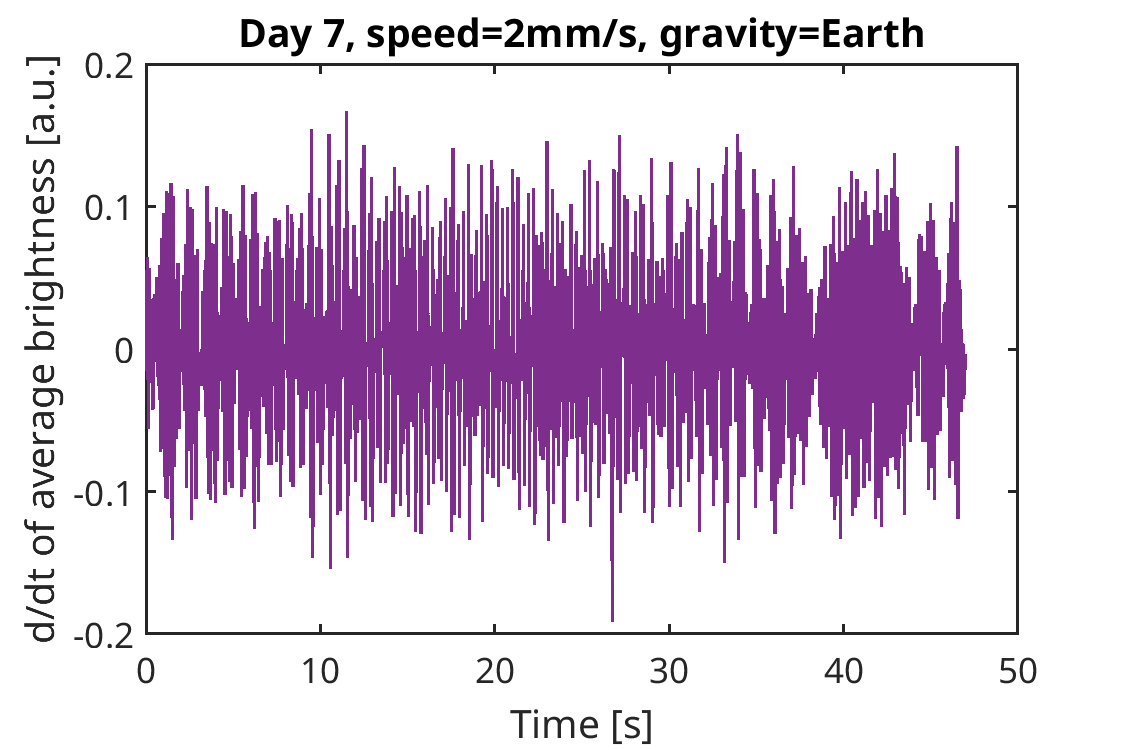 Day 7, speed=2mm/s, gravity=Earth
d/dt of average brightness [a.u.]
0.2
0.1
0
-0.1
-0.2
0 10 20 30 40 50
Time [s]